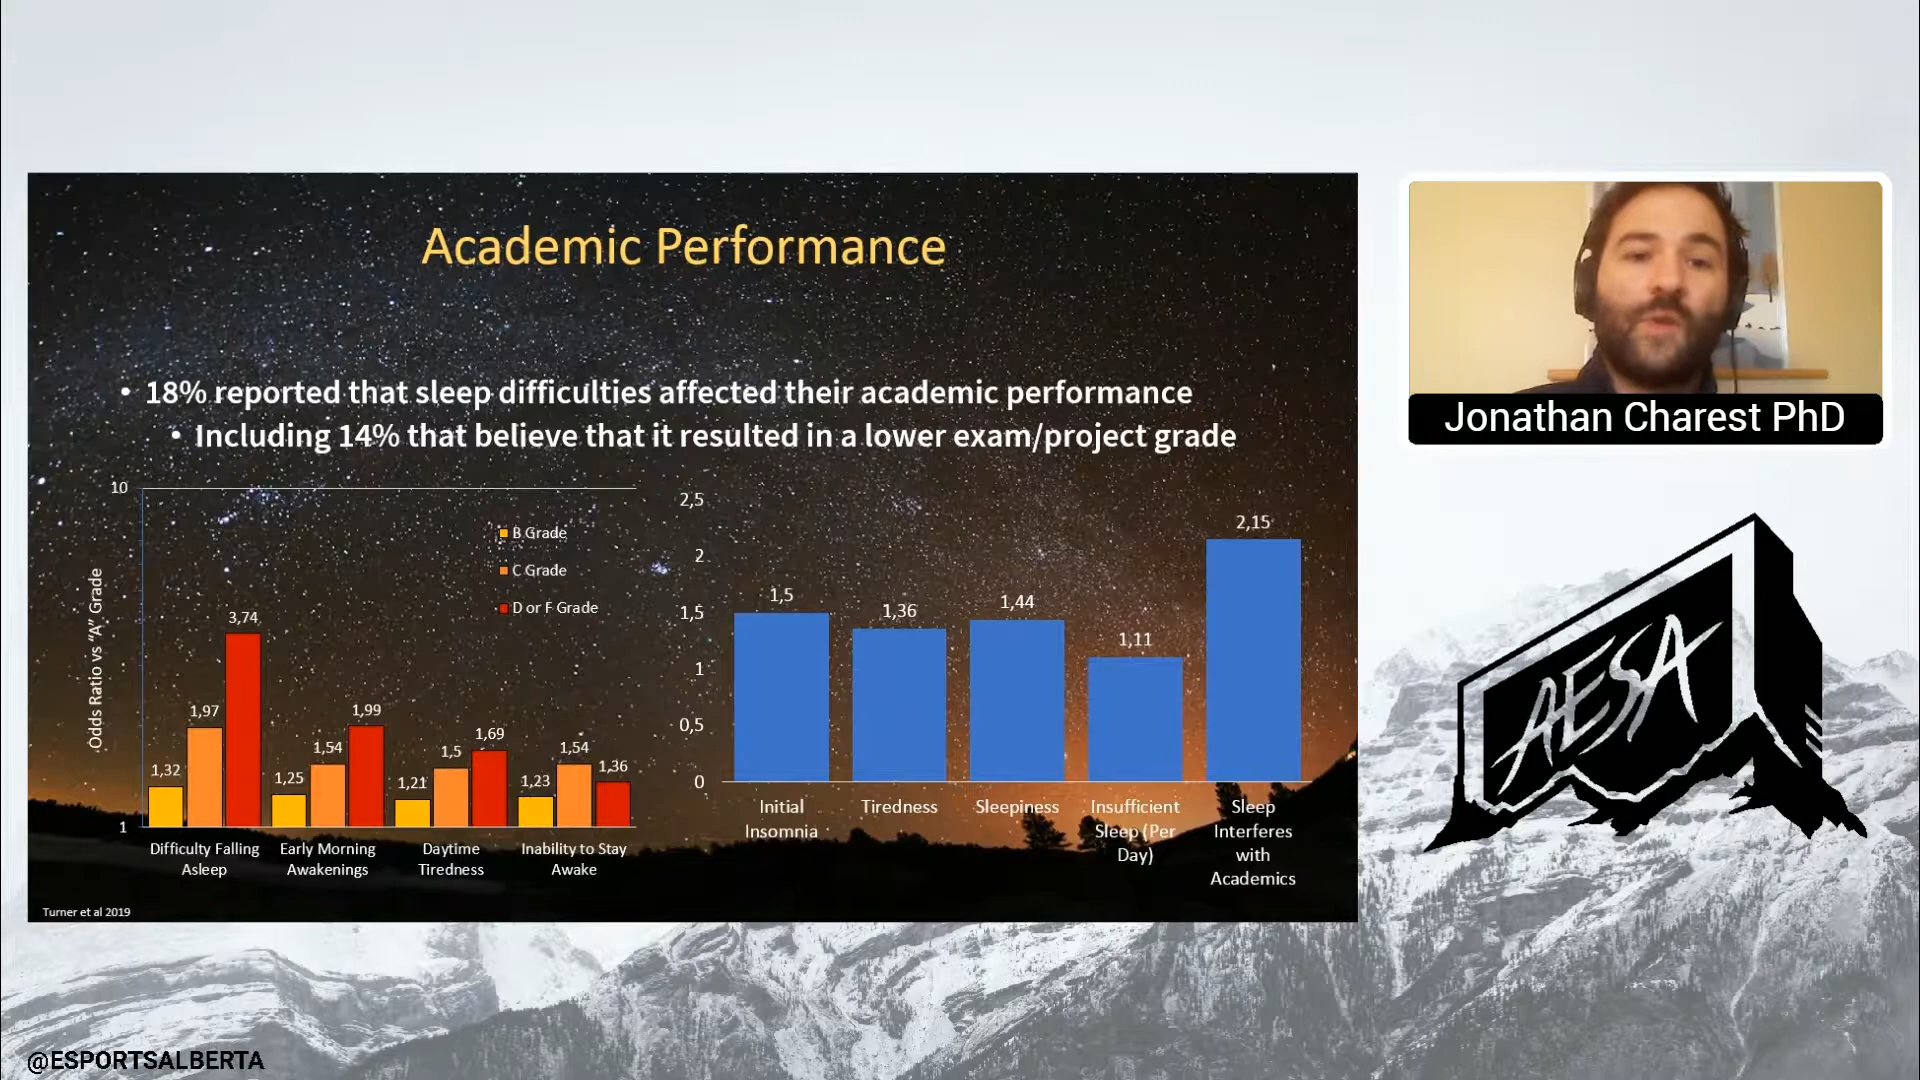 Academic Performance
• 18% reported that sleep difficulties affected their academic performance
• Including 14% that believe that it resulted in a lower exam/project grade
10
1
Odds Ratio vs "A" Grade
B Grade
C Grade
D or F Grade
1,32
1,97
3,74
1,25
1,54
1,99
1,21
1,5
1,69
1,23
1,54
1,36
Difficulty Falling
Asleep
Early Morning
Awakenings
Daytime
Tiredness
Inability to Stay
Awake
2,5
2
1,5
1
0,5
0
1,5
1,36
1,44
1,11
2,15
Initial
Insomnia
Tiredness
Sleepiness
Insufficient
Sleep (Per
Day)
Sleep
Interferes
with
Academics
Turner et al 2019
Jonathan Charest PhD
AESA
@ESPORTSALBERTA